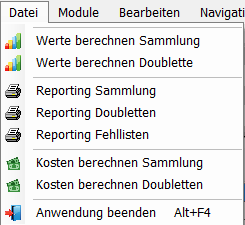 Datei Module Bearbeiten
Werte berechnen Sammlung
Werte berechnen Doublette
Reporting Sammlung
Reporting Doubletten
Reporting Fehllisten
Kosten berechnen Sammlung
Kosten berechnen Doubletten
Anwendung beenden Alt+F4